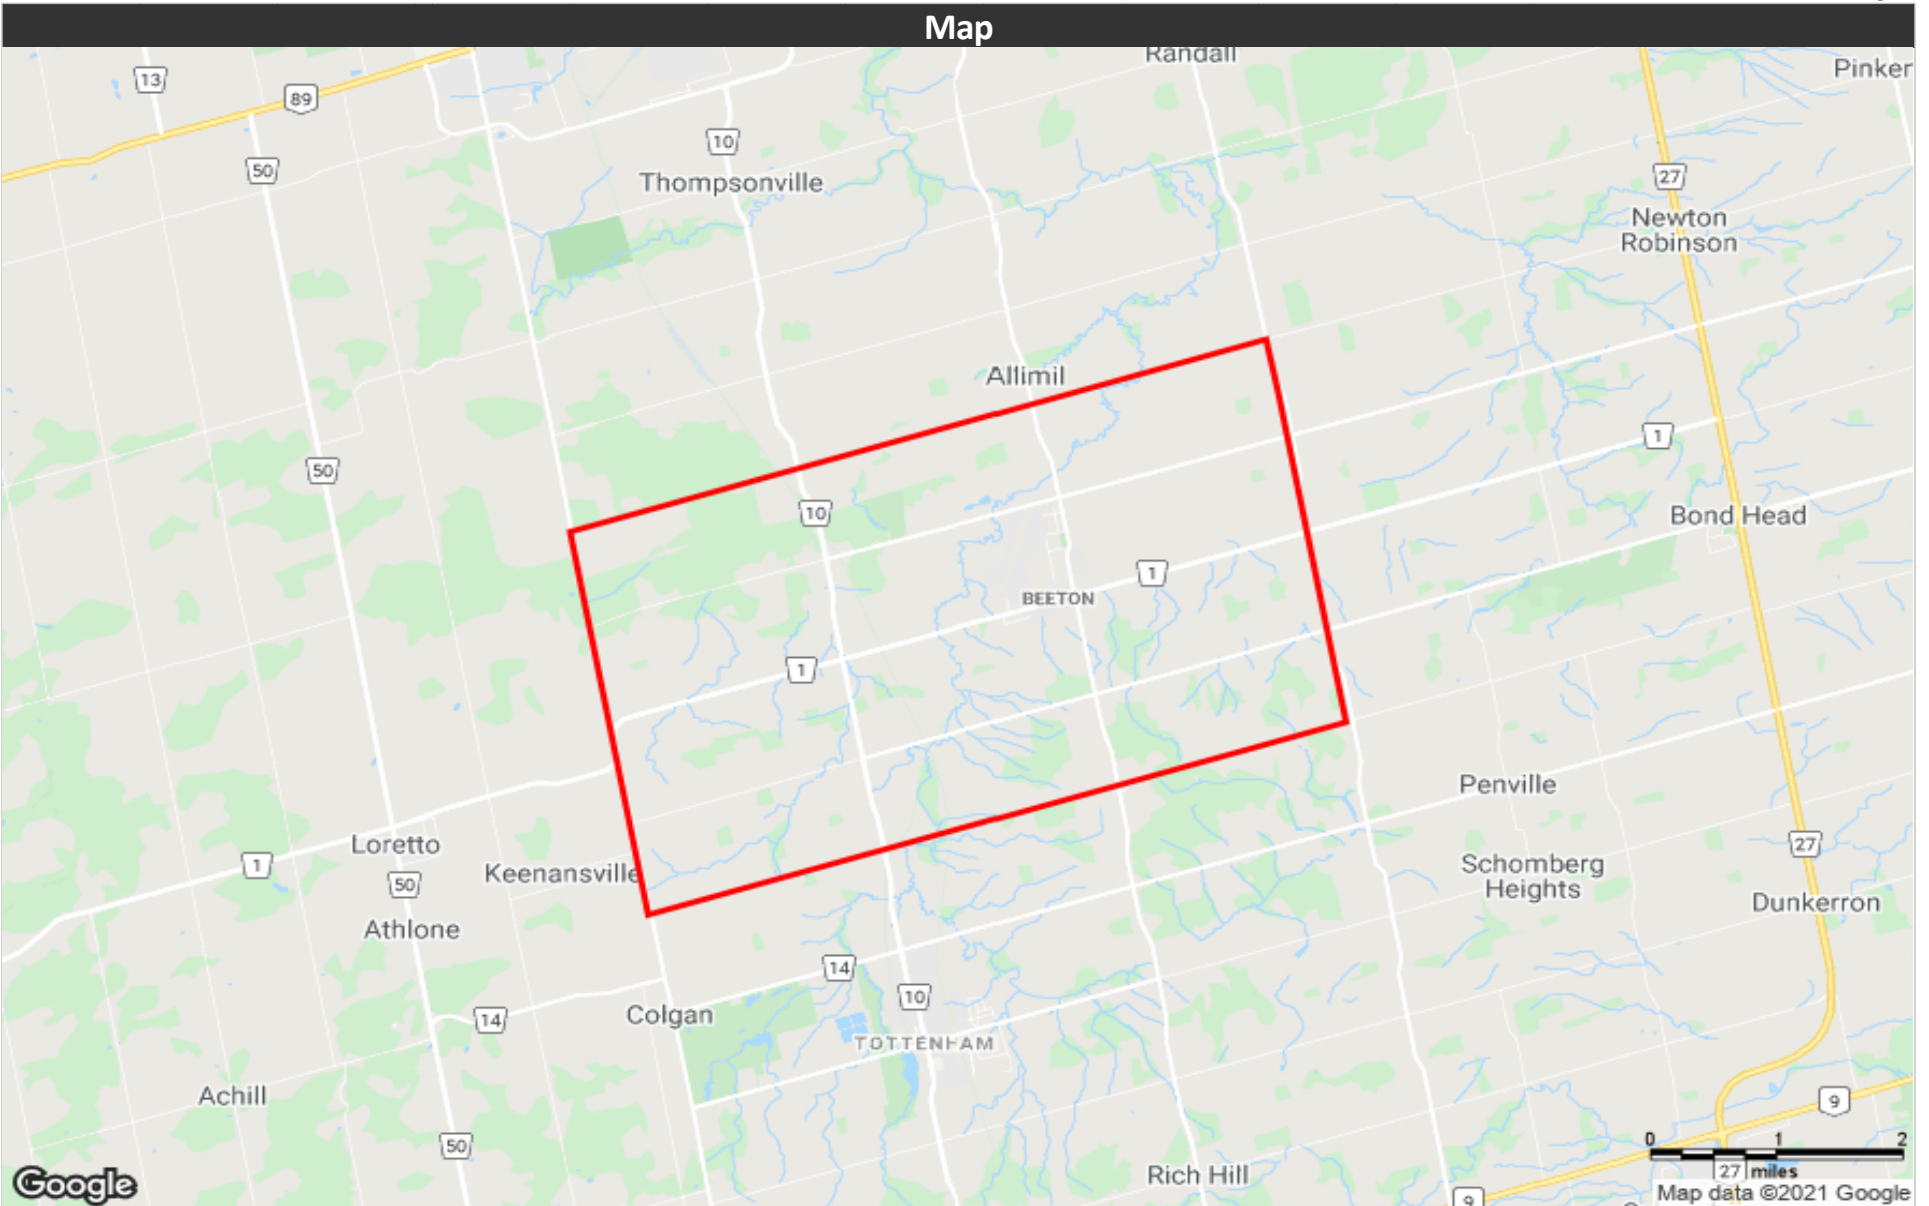 Map
Randall
Pinker
13
89
10
50
Thompsonville
27
Newton
Robinson
Allimil
1
50
10
Bond Head
1
BEETON
1
Penville
Loretto
27
1
Keenansville
50
Schomberg
Heights
Dunkerron
Athlone
14
10
14
Colgan
TOTTENHAM
Achill
9
50
0 1 2
27 miles
Rich Hill
Google
9
Map data ©2021 Google